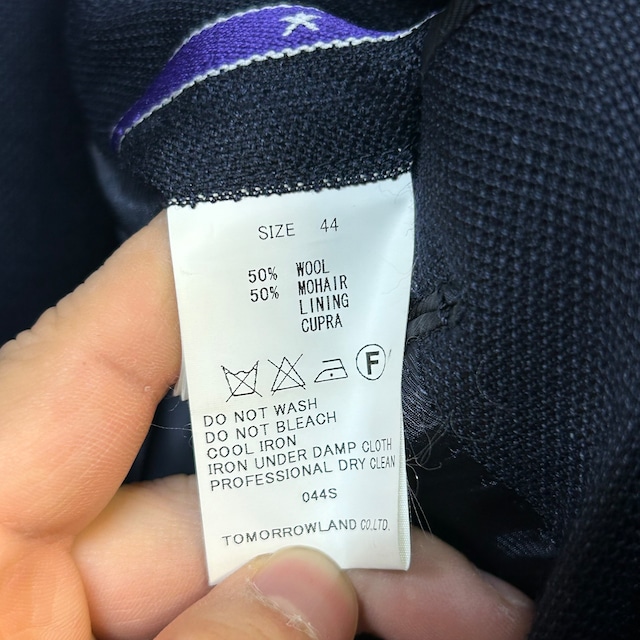 SIZE 44
50% WOOL
50% MOHAIR
LINING
CUPRA
F
DO NOT WASH
DO NOT BLEACH
COOL IRON
IRON UNDER DAMP CLOTH
PROFESSIONAL DRY CLEAN
044S
TOMORROWLAND CO.,LTD.